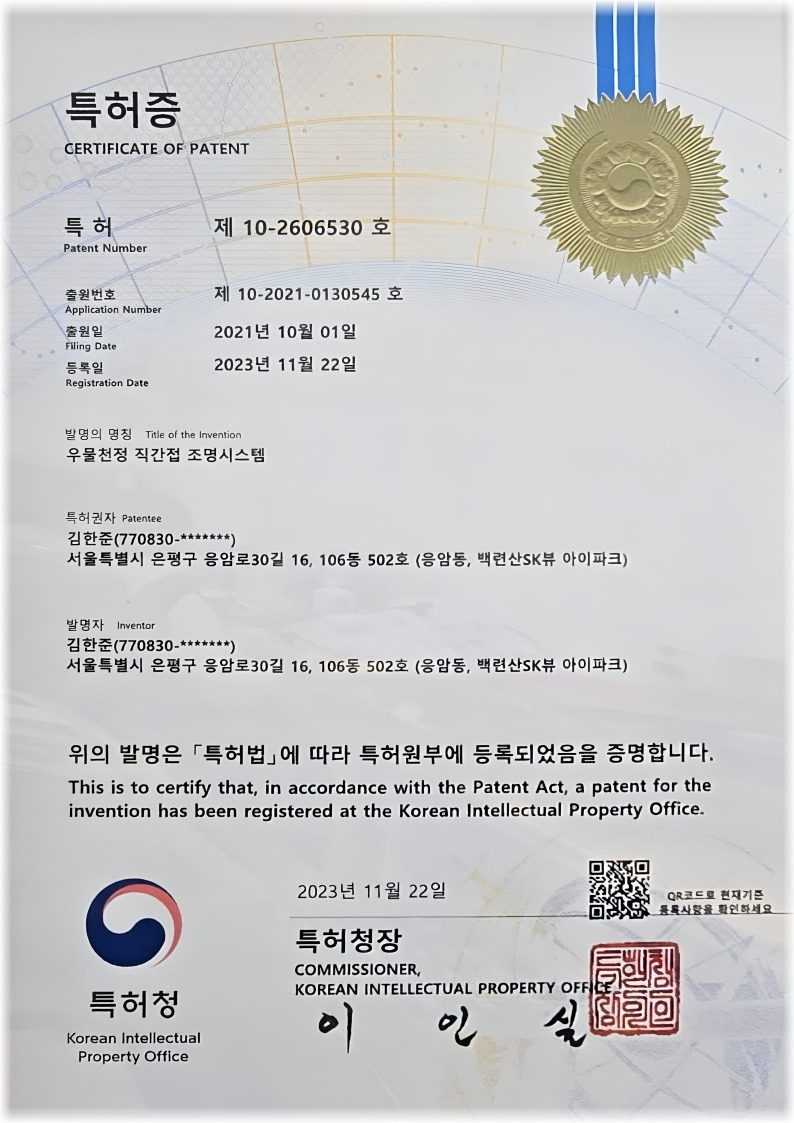 특허증
CERTIFICATE OF PATENT
특 허 제 10-2606530 호
Patent Number
출원번호 제 10-2021-0130545 호
Application Number
출원일 2021년 10월 01일
Filing Date
등록일 2023년 11월 22일
Registration Date
발명의 명칭 Title of the Invention
우물천정 직간접 조명시스템
특허권자 Patentee
김한준(770830-*******)
서울특별시 은평구 응암로30길 16, 106동 502호 (응암동, 백련산SK뷰 아이파크)
발명자 Inventor
김한준(770830-*******)
서울특별시 은평구 응암로30길 16, 106동 502호 (응암동, 백련산SK뷰 아이파크)
위의 발명은 「특허법」에 따라 특허원부에 등록되었음을 증명합니다.
This is to certify that, in accordance with the Patent Act, a patent for the
invention has been registered at the Korean Intellectual Property Office.
2023년 11월 22일
QR코드로 현재기준
등록사항을 확인하세요
특허청장
COMMISSIONER,
KOREAN INTELLECTUAL PROPERTY OFFICE
이 인 실
특허청
Korean Intellectual
Property Office